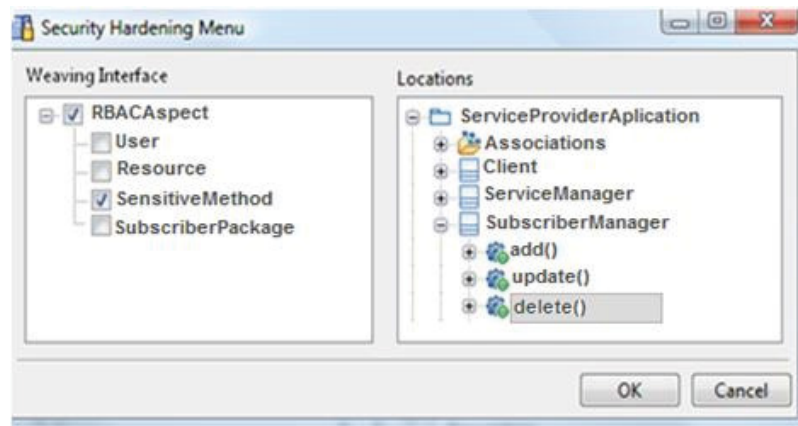 Security Hardening Menu
Weaving Interface
RBACAspect
User
Resource
SensitiveMethod
SubscriberPackage
Locations
ServiceProviderAplication
Associations
Client
ServiceManager
SubscriberManager
add()
update()
delete()
OK
Cancel